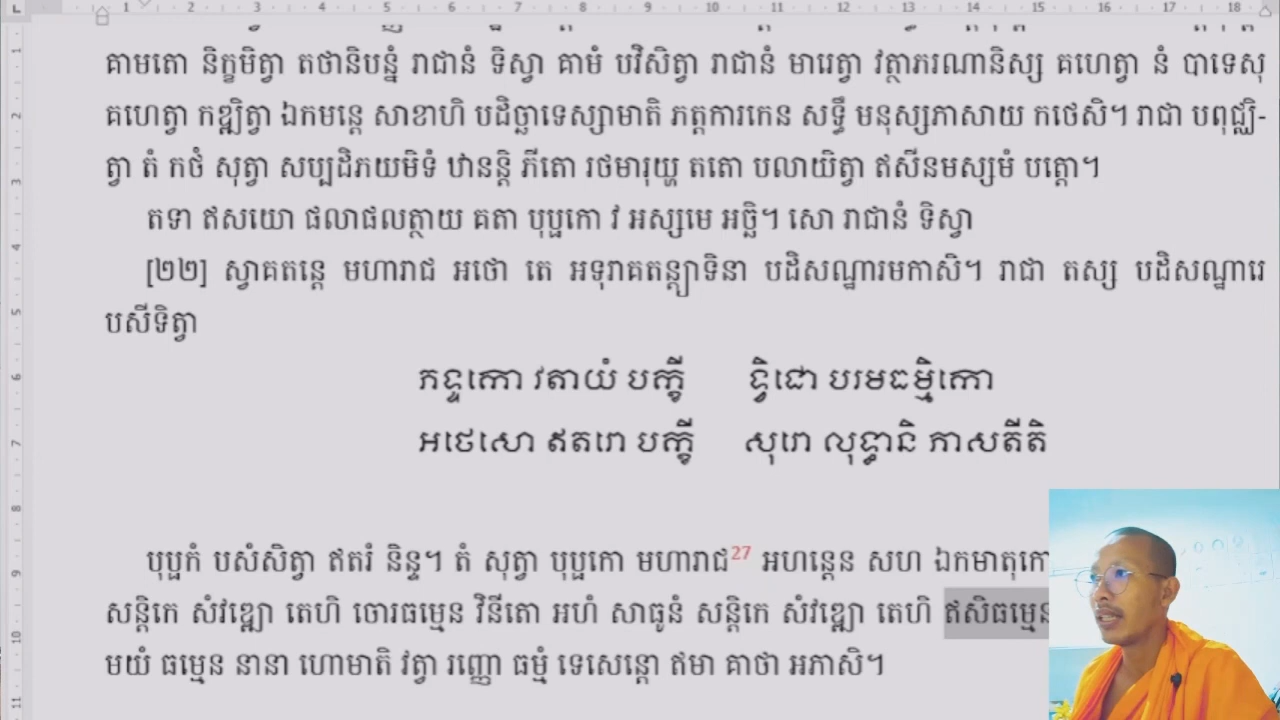 គាមតោ និក្ខមិត្វា តថានិបន្នំ រាជានំ ទិស្វា គាមំ បវិសិត្វា រាជានំ មារេត្វា វត្ថាភរណានិស្ស គហេត្វា នំ បាទេសុ
គហេត្វា កឌ្ឍិត្វា ឯកមន្តេ សាខាហិ បដិច្ឆាទេស្សាមាតិ ភត្តការកេន សទ្ធឹ មនុស្សភាសាយ កថេសិ។ រាជា បពុជ្ឈិ-
ត្វា តំ កថំ សុត្វា សប្បដិភយមិទំ ឋានន្តិ ភីតោ រថមារុយ្ហ តតោ បលាយិត្វា ឥសីនមស្សមំ បត្តោ។
តទា ឥសយោ ផលាផលត្ថាយ គតា បុប្ផកោ វ អស្សមេ អច្ឆិ។ សោ រាជានំ ទិស្វា
[២២] ស្វាគតន្តេ មហារាជ អថោ តេ អទុរាគតន្ត្យាទិនា បដិសណ្ឋារមកាសិ។ រាជា តស្ស បដិសណ្ឋារេ
បសីទិត្វា
ភទ្ទកោ វតាយំ បក្ខី ទ្វិជោ បរមធម្មិកោ
អថេសោ ឥតរោ បក្ខី សុវោ លុទ្ធានិ ភាសតីតិ
បុប្ផកំ បសំសិត្វា ឥតរំ និន្ទ។ តំ សុត្វា បុប្ផកោ មហារាជ27 អហន្តេន សហ ឯកមាតុកោ
សន្តិកេ សំវឌ្ឍោ តេហិ ចោរធម្មេន វិនីតោ អហំ សាធូនំ សន្តិកេ សំវឌ្ឍោ តេហិ ឥសិធម្មេន
មយំ ធម្មេន នានា ហោមាតិ វត្វា រញ្ញោ ធម្មំ ទេសេន្តោ ឥមា គាថា អភាសិ។